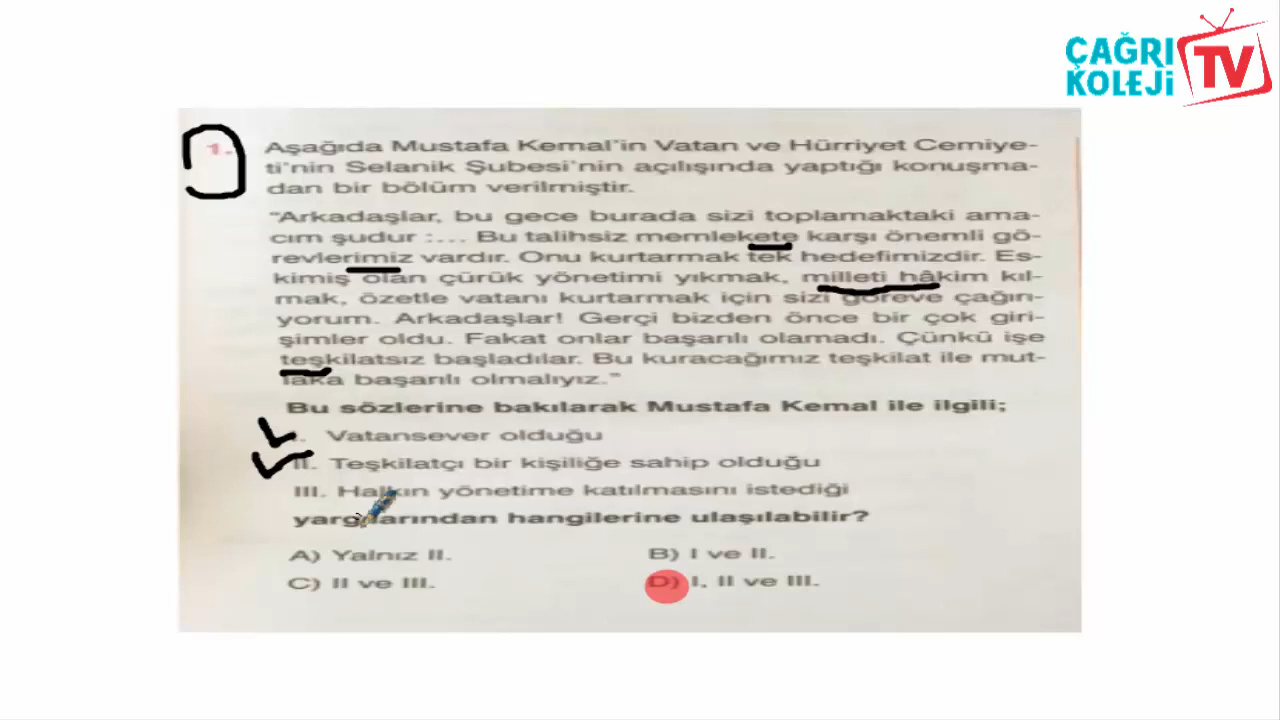 ÇAĞRI
KOLEJİ
TV
1. Aşağıda Mustafa Kemal'in Vatan ve Hürriyet Cemiye-
ti'nin Selanik Şubesi'nin açılışında yaptığı konuşma-
dan bir bölüm verilmiştir.
"Arkadaşlar, bu gece burada sizi toplamaktaki ama-
cım şudur :... Bu talihsiz memlekete karşı önemli gö-
revlerimiz vardır. Onu kurtarmak tek hedefimizdir. Es-
kimiş olan çürük yönetimi yıkmak, milleti hâkim kıl-
mak, özetle vatanı kurtarmak için sizi göreve çağırı-
yorum. Arkadaşlar! Gerçi bizden önce bir çok giri-
şimler oldu. Fakat onlar başarılı olamadı. Çünkü işe
teşkilatsız başladılar. Bu kuracağımız teşkilat ile mut-
laka başarılı olmalıyız."
Bu sözlerine bakılarak Mustafa Kemal ile ilgili;
I. Vatansever olduğu
II. Teşkilatçı bir kişiliğe sahip olduğu
III. Halkın yönetime katılmasını istediği
yargılarından hangilerine ulaşılabilir?
A) Yalnız II.
B) I ve II.
C) II ve III.
D) I, II ve III.